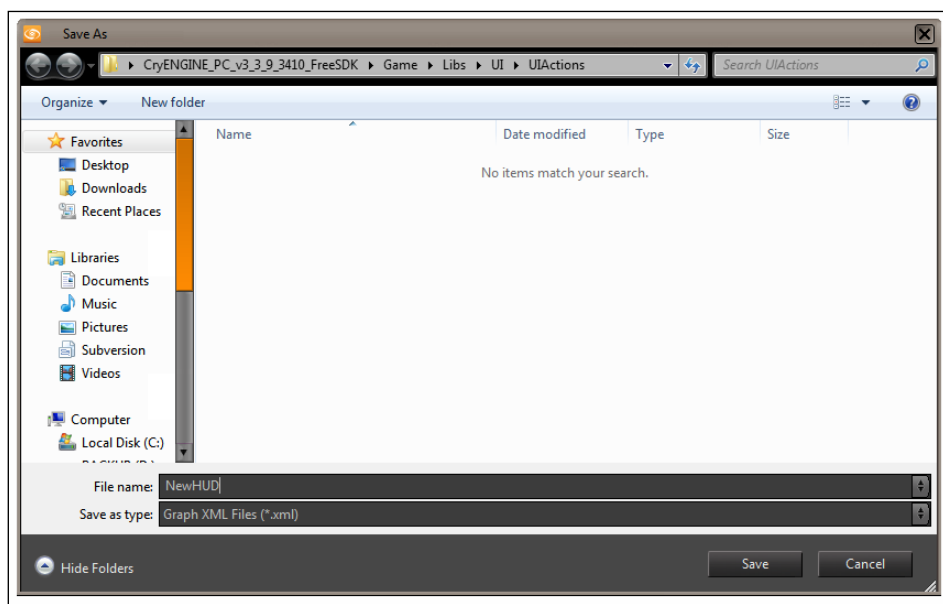 Save As
CryENGINE_PC_v3_3_9_3410_FreeSDK Game Libs UI UIActions Search UIActions
Organize New folder
Favorites
Desktop
Downloads
Recent Places
Libraries
Documents
Music
Pictures
Subversion
Videos
Computer
Local Disk (C:)
Name Date modified Type Size
No items match your search.
File name: NewHUD
Save as type: Graph XML Files (*.xml)
Hide Folders Save Cancel